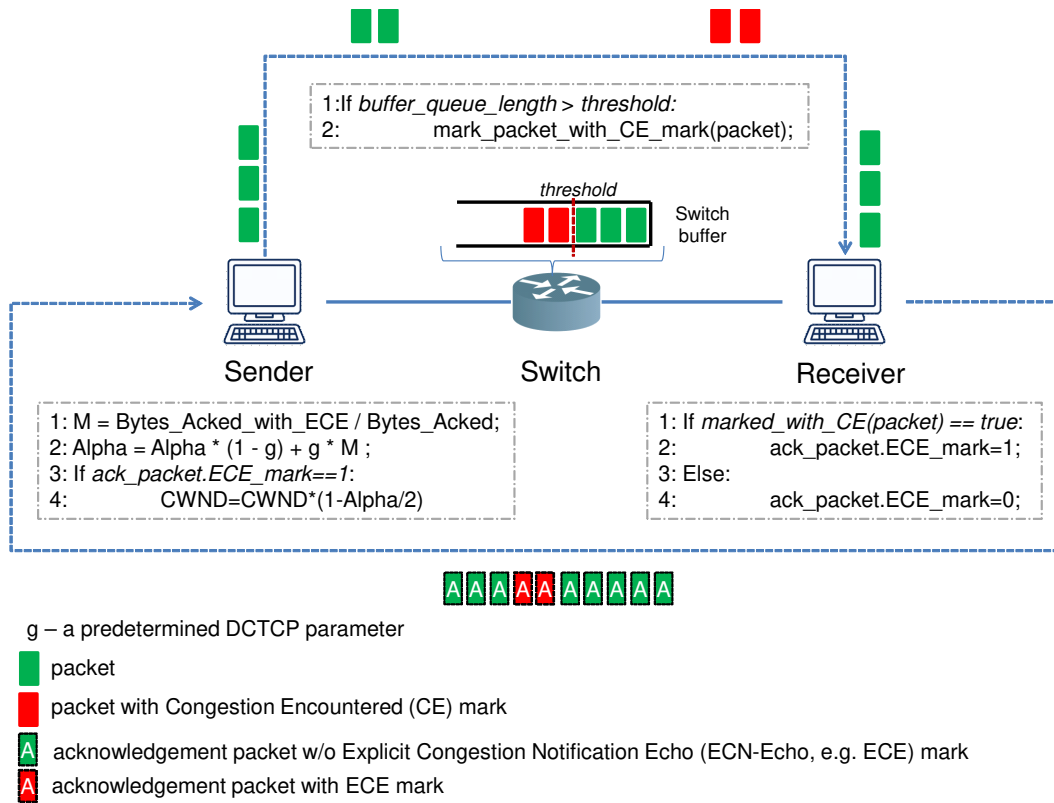 1:If buffer_queue_length > threshold:
2: mark_packet_with_CE_mark(packet);
threshold
Switch
buffer
Sender
Switch
Receiver
1: M = Bytes_Acked_with_ECE / Bytes_Acked;
2: Alpha = Alpha * (1 - g) + g * M ;
3: If ack_packet.ECE_mark==1:
4: CWND=CWND*(1-Alpha/2)
1: If marked_with_CE(packet) == true:
2: ack_packet.ECE_mark=1;
3: Else:
4: ack_packet.ECE_mark=0;
A A A A A A A A A A
g – a predetermined DCTCP parameter
packet
packet with Congestion Encountered (CE) mark
A acknowledgement packet w/o Explicit Congestion Notification Echo (ECN-Echo, e.g. ECE) mark
A acknowledgement packet with ECE mark